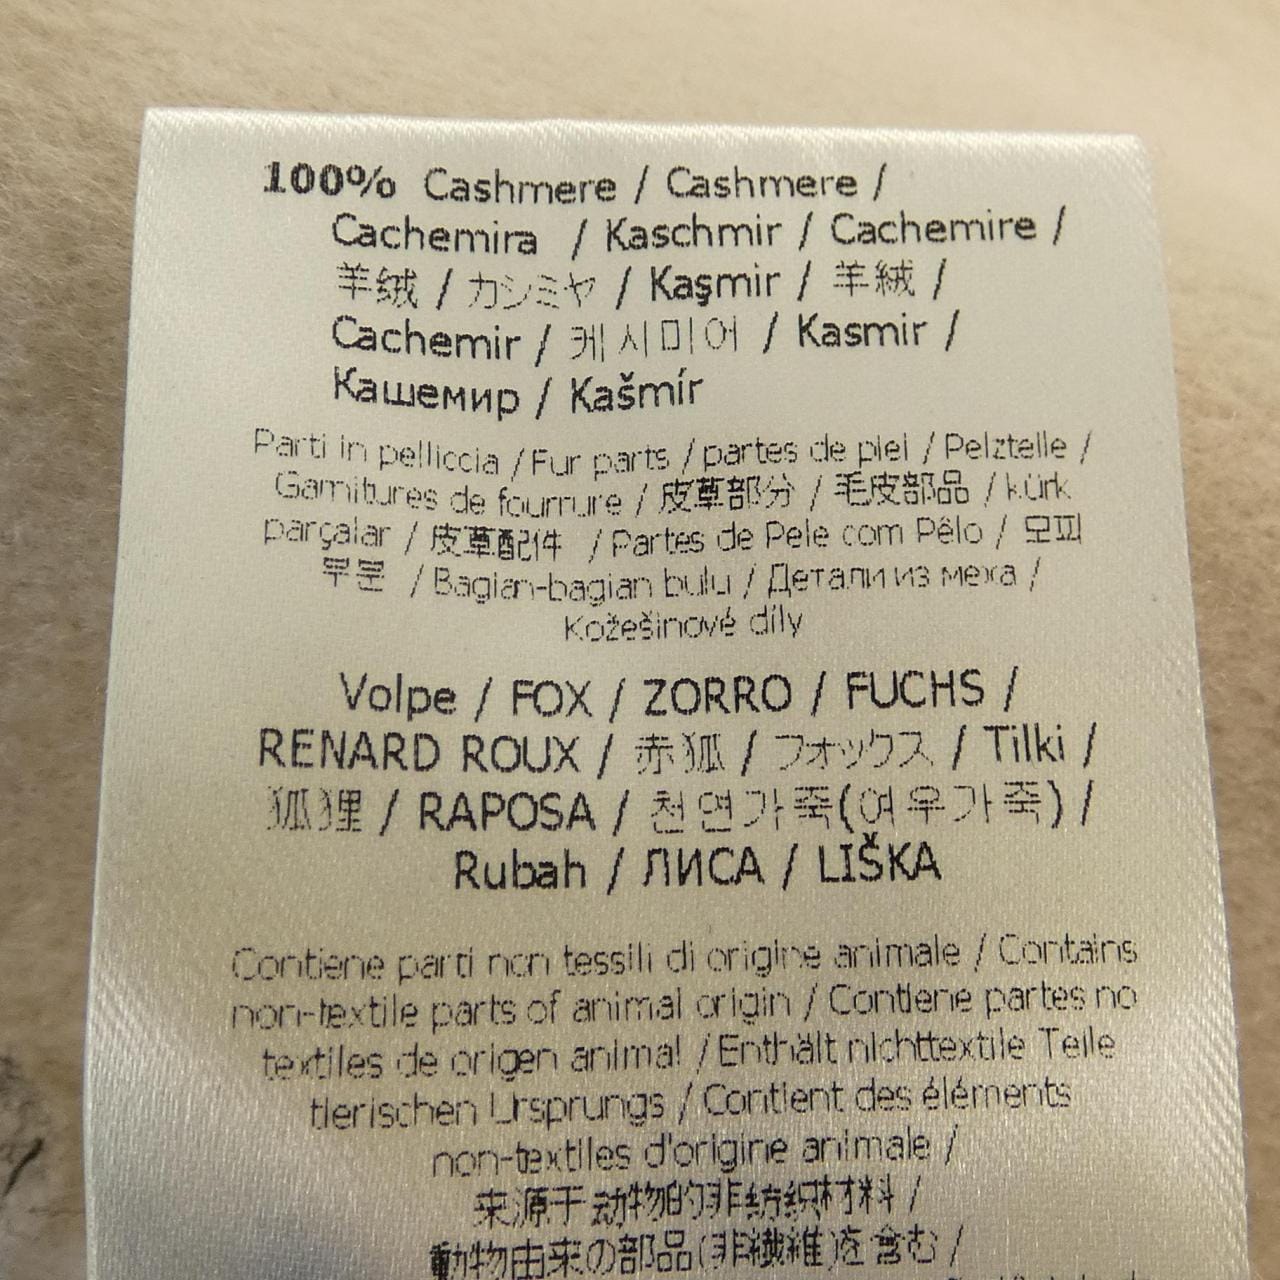 100% Cashmere / Cashmere /
Cachemira / Kaschmir / Cachemire /
羊绒 / カシミヤ / Kaşmir / 羊絨 /
Cachemir / 케시미어 / Kasmir /
Кашемир / Kašmír
Parti in pelliccia / Fur parts / partes de piel / Pelzteile /
Garnitures de fourrure / 皮草部分 / 毛皮部品 / kürk
parçalar / 皮草配件 / Partes de Pele com Pêlo / 모피
부분 / Bagian-bagian bulu / Детали из меха /
Kožešinové díly
Volpe / FOX / ZORRO / FUCHS /
RENARD ROUX / 赤狐 / フォックス / Tilki /
狐狸 / RAPOSA / 천연가죽(여우가죽) /
Rubah / ЛИСА / LIŠKA
Contiene parti non tessili di origine animale / Contains
non-textile parts of animal origin / Contiene partes no
textiles de origen animal / Enthält nichttextile Teile
tierischen Ursprungs / Contient des éléments
non-textiles d'origine animale /
来源于动物的非纺织材料 /
動物由来の部品(非繊維)を含む /